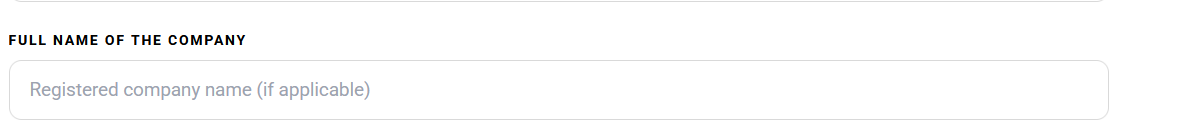 FULL NAME OF THE COMPANY
Registered company name (if applicable)